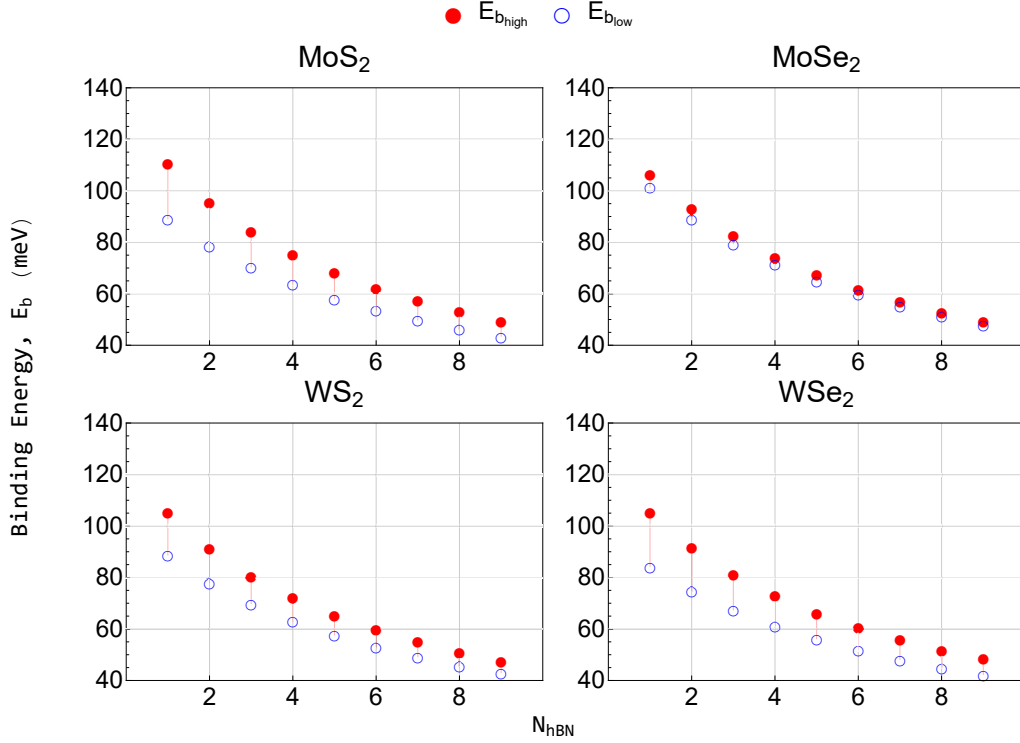 E_b_high E_b_low
MoS2 MoSe2
140 140
120 120
100 100
80 80
60 60
40 40
2 4 6 8 2 4 6 8
WS2 WSe2
140 140
120 120
100 100
80 80
60 60
40 40
2 4 6 8 2 4 6 8
Binding Energy, E_b (meV)
N_hBN